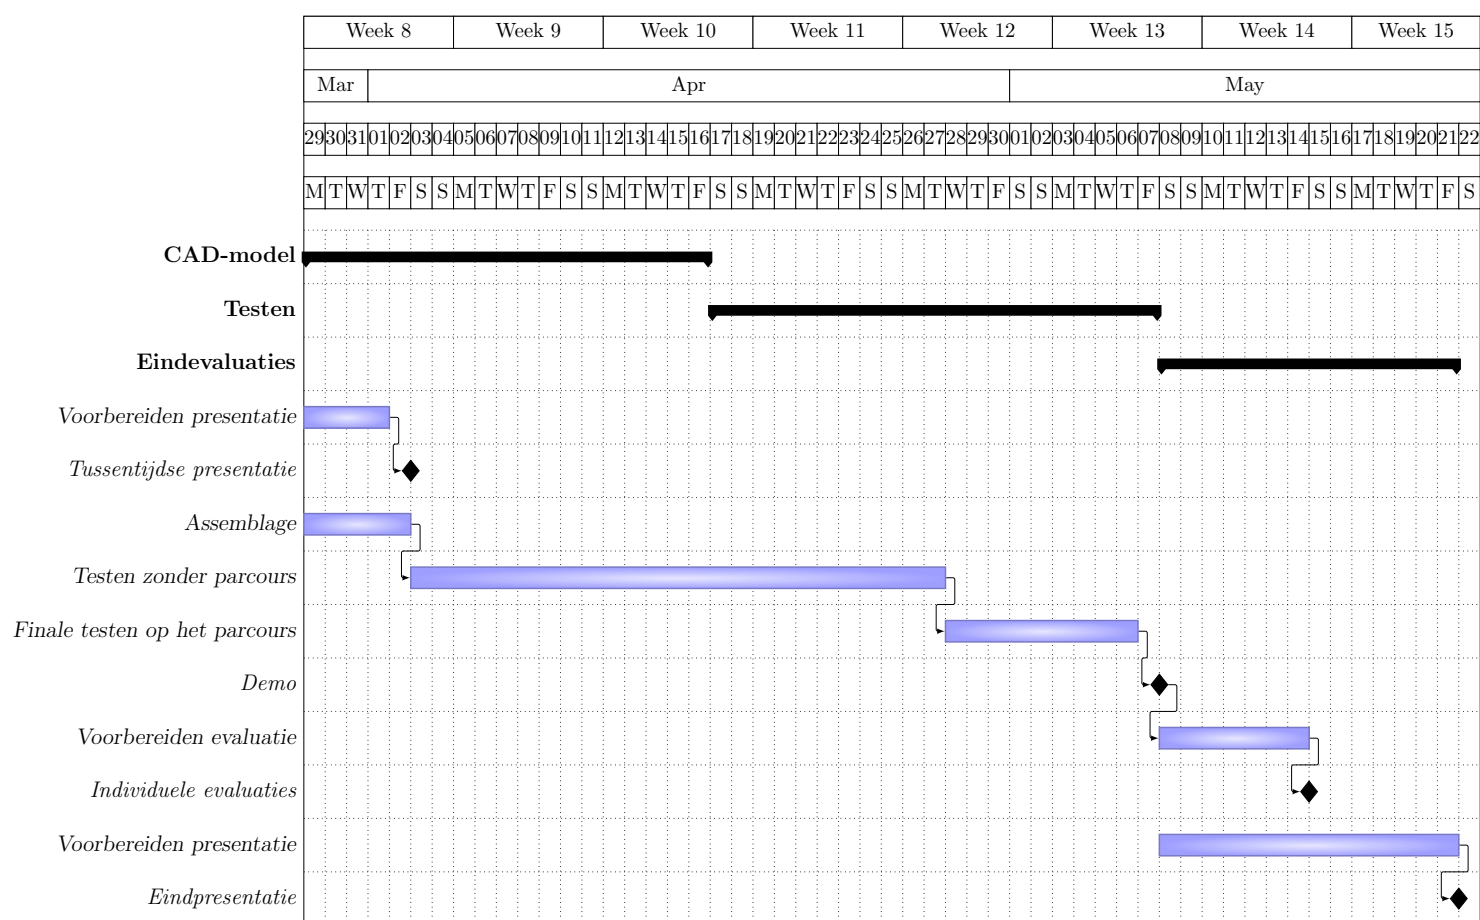 Week 8 Week 9 Week 10 Week 11 Week 12 Week 13 Week 14 Week 15
Mar Apr May
29 30 31 01 02 03 04 05 06 07 08 09 10 11 12 13 14 15 16 17 18 19 20 21 22 23 24 25 26 27 28 29 30 01 02 03 04 05 06 07 08 09 10 11 12 13 14 15 16 17 18 19 20 21 22
M T W T F S S M T W T F S S M T W T F S S M T W T F S S M T W T F S S M T W T F S S M T W T F S S M T W T F S
CAD-model
Testen
Eindevaluaties
Voorbereiden presentatie
Tussentijdse presentatie
Assemblage
Testen zonder parcours
Finale testen op het parcours
Demo
Voorbereiden evaluatie
Individuele evaluaties
Voorbereiden presentatie
Eindpresentatie